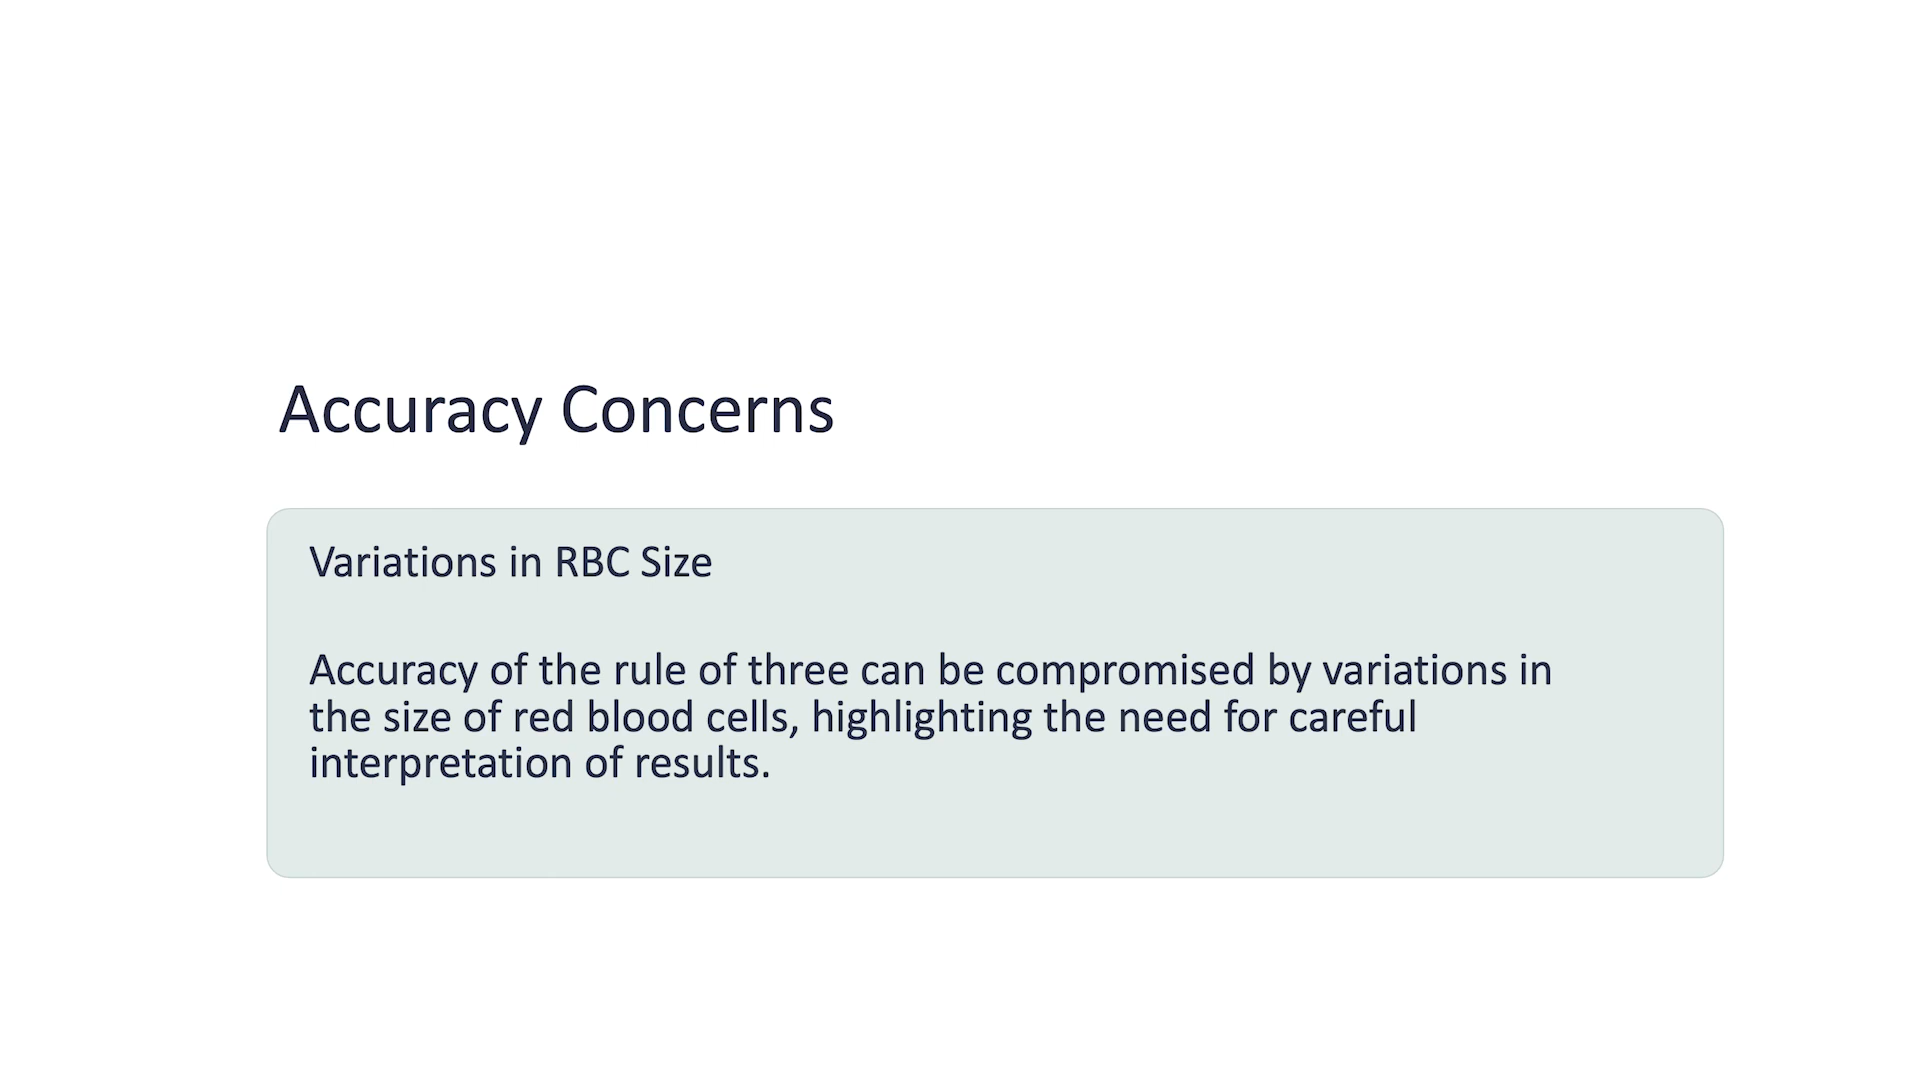 Accuracy Concerns
Variations in RBC Size
Accuracy of the rule of three can be compromised by variations in
the size of red blood cells, highlighting the need for careful
interpretation of results.